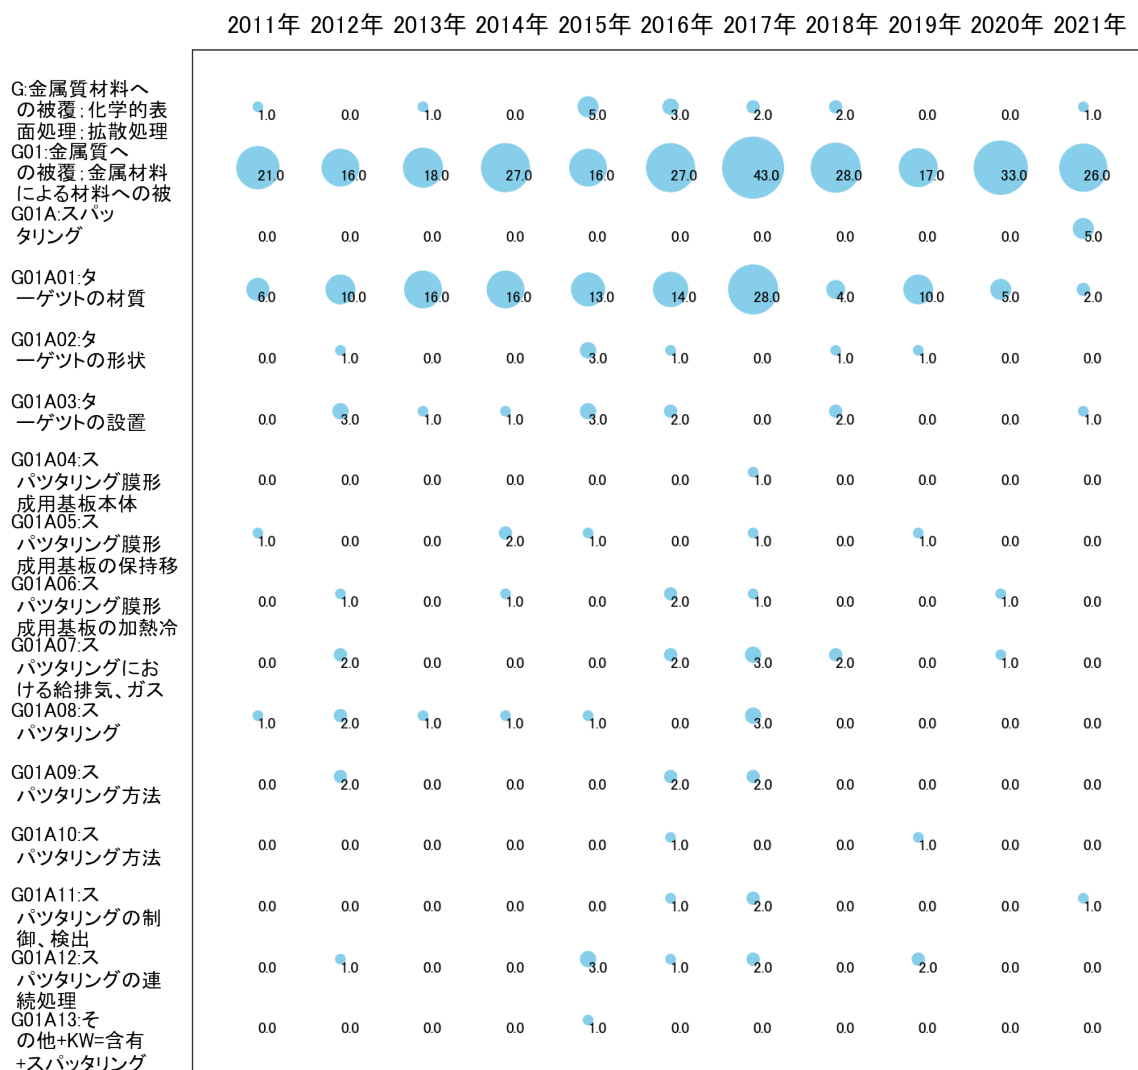 2011年 2012年 2013年 2014年 2015年 2016年 2017年 2018年 2019年 2020年 2021年
G:金属質材料へ
の被覆;化学的表
面処理;拡散処理
1.0 0.0 1.0 0.0 5.0 3.0 2.0 2.0 0.0 0.0 1.0
G01:金属質へ
の被覆;金属材料
による材料への被
21.0 16.0 18.0 27.0 16.0 27.0 43.0 28.0 17.0 33.0 26.0
G01A:スパッ
タリング
0.0 0.0 0.0 0.0 0.0 0.0 0.0 0.0 0.0 0.0 5.0
G01A01:タ
ーゲツトの材質
6.0 10.0 16.0 16.0 13.0 14.0 28.0 4.0 10.0 5.0 2.0
G01A02:タ
ーゲツトの形状
0.0 1.0 0.0 0.0 3.0 1.0 0.0 1.0 1.0 0.0 0.0
G01A03:タ
ーゲツトの設置
0.0 3.0 1.0 1.0 3.0 2.0 0.0 2.0 0.0 0.0 1.0
G01A04:ス
パツタリング膜形
成用基板本体
0.0 0.0 0.0 0.0 0.0 0.0 1.0 0.0 0.0 0.0 0.0
G01A05:ス
パツタリング膜形
成用基板の保持移
1.0 0.0 0.0 2.0 1.0 0.0 1.0 0.0 1.0 0.0 0.0
G01A06:ス
パツタリング膜形
成用基板の加熱冷
0.0 1.0 0.0 1.0 0.0 2.0 1.0 0.0 0.0 1.0 0.0
G01A07:ス
パツタリングにお
ける給排気、ガス
0.0 2.0 0.0 0.0 0.0 2.0 3.0 2.0 0.0 1.0 0.0
G01A08:ス
パツタリング
1.0 2.0 1.0 1.0 1.0 0.0 3.0 0.0 0.0 0.0 0.0
G01A09:ス
パツタリング方法
0.0 2.0 0.0 0.0 0.0 2.0 2.0 0.0 0.0 0.0 0.0
G01A10:ス
パツタリング方法
0.0 0.0 0.0 0.0 0.0 1.0 0.0 0.0 1.0 0.0 0.0
G01A11:ス
パツタリングの制
御、検出
0.0 0.0 0.0 0.0 0.0 1.0 2.0 0.0 0.0 0.0 1.0
G01A12:ス
パツタリングの連
続処理
0.0 1.0 0.0 0.0 3.0 1.0 2.0 0.0 2.0 0.0 0.0
G01A13:そ
の他+KW=含有
+スパッタリング
0.0 0.0 0.0 0.0 1.0 0.0 0.0 0.0 0.0 0.0 0.0